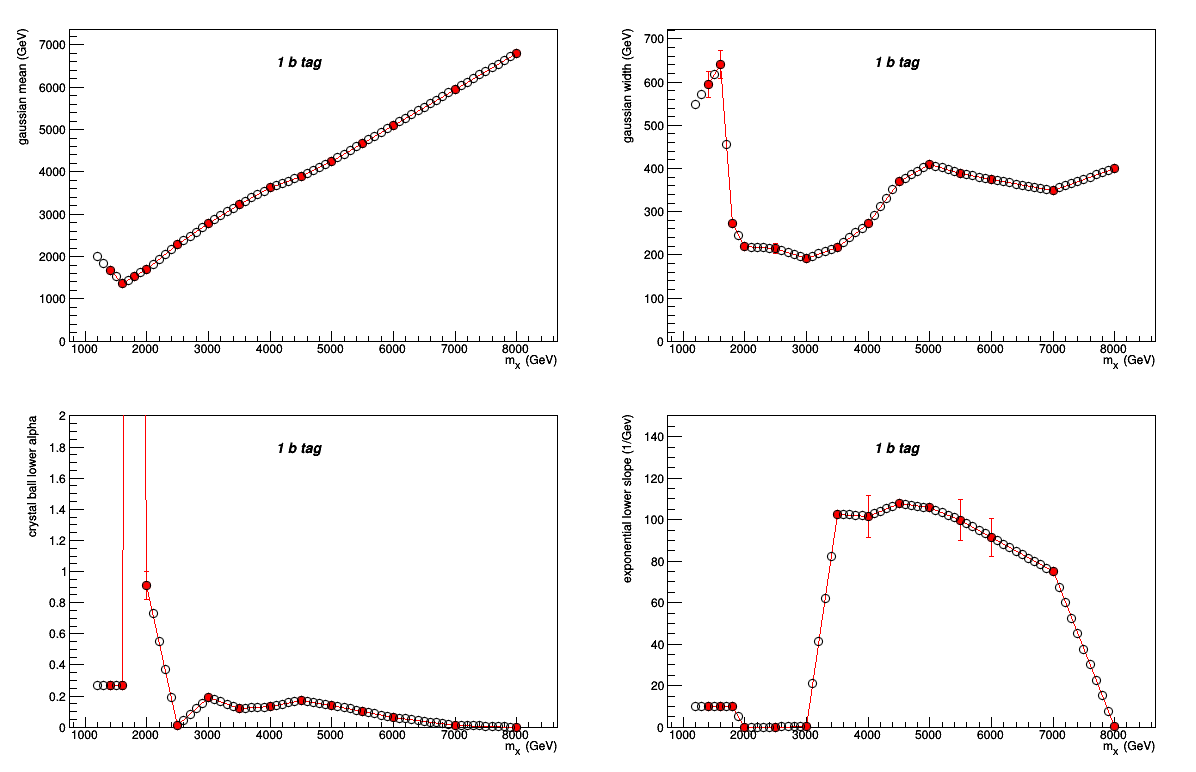 gaussian mean (GeV)
1 b tag
7000
6000
5000
4000
3000
2000
1000
0
1000 2000 3000 4000 5000 6000 7000 8000
mx (GeV)
gaussian width (GeV)
1 b tag
700
600
500
400
300
200
100
0
1000 2000 3000 4000 5000 6000 7000 8000
mx (GeV)
crystal ball lower alpha
1 b tag
2
1.8
1.6
1.4
1.2
1
0.8
0.6
0.4
0.2
0
1000 2000 3000 4000 5000 6000 7000 8000
mx (GeV)
exponential lower slope (1/Gev)
1 b tag
140
120
100
80
60
40
20
0
1000 2000 3000 4000 5000 6000 7000 8000
mx (GeV)